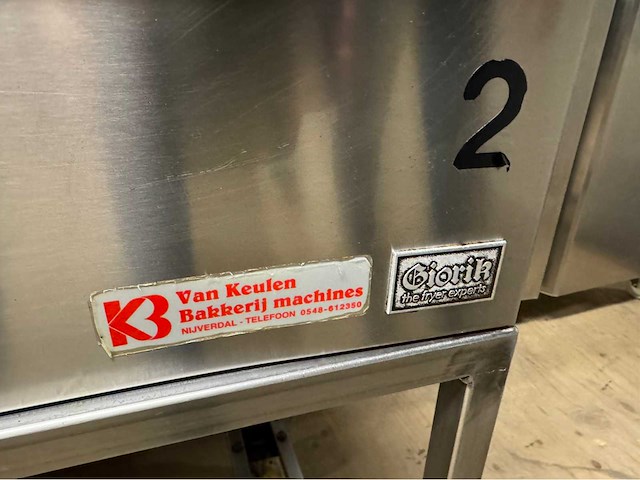 2
KB
Van Keulen
Bakkerij machines
NIJVERDAL - TELEFOON 0548-612350
Giorik
the fryer experts